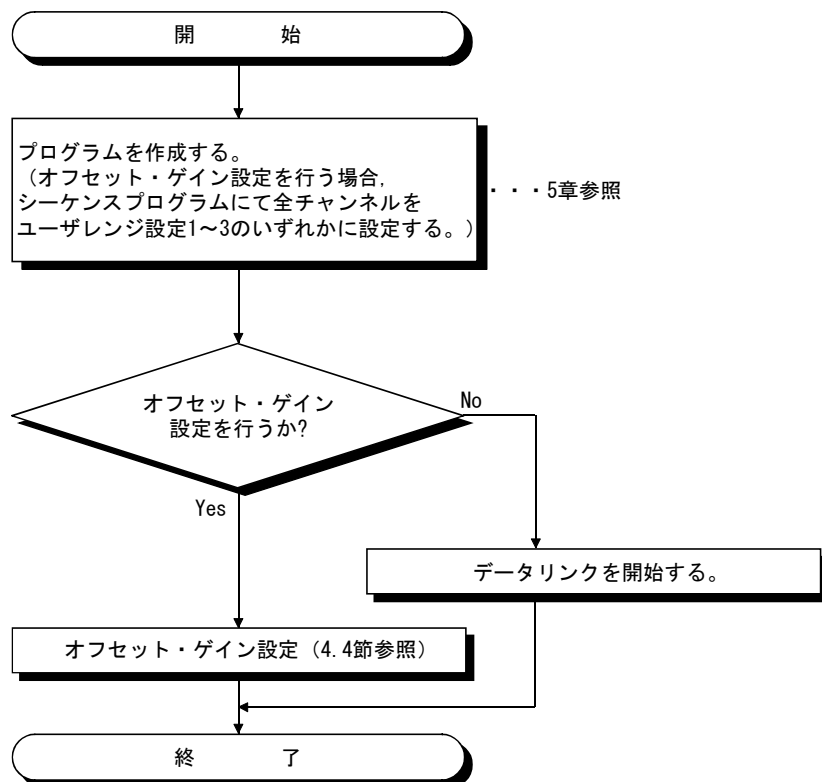 開　　　始
プログラムを作成する。
（オフセット・ゲイン設定を行う場合,
シーケンスプログラムにて全チャンネルを
ユーザレンジ設定1～3のいずれかに設定する。）
・・・5章参照
オフセット・ゲイン
設定を行うか?
No
Yes
データリンクを開始する。
オフセット・ゲイン設定（4.4節参照）
終　　　了